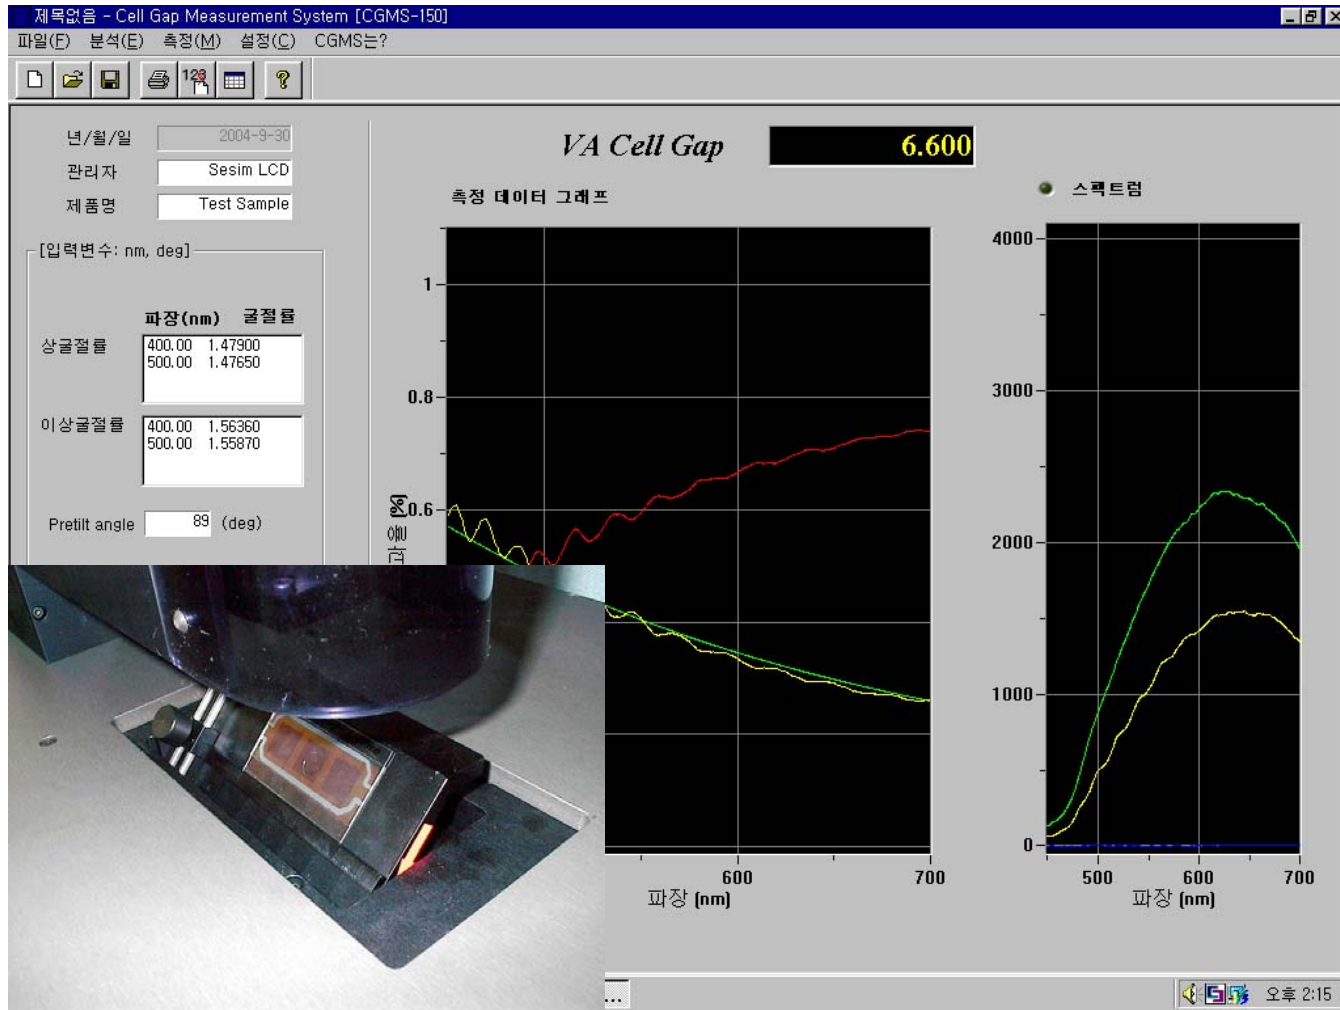 제목없음 - Cell Gap Measurement System [CGMS-150]
파일(F) 분석(E) 측정(M) 설정(C) CGMS는?
123
년/월/일 2004-9-30
관리자 Sesim LCD
제품명 Test Sample
[입력변수: nm, deg]
파장(nm) 굴절률
상굴절률
400.00 1.47900
500.00 1.47650
이상굴절률
400.00 1.56360
500.00 1.55870
Pretilt angle 89 (deg)
VA Cell Gap 6.600
측정 데이터 그래프
1
0.8
0.6
(%)
600
700
파장 (nm)
스펙트럼
4000
3000
2000
1000
0
500
600
700
파장 (nm)
...
오후 2:15